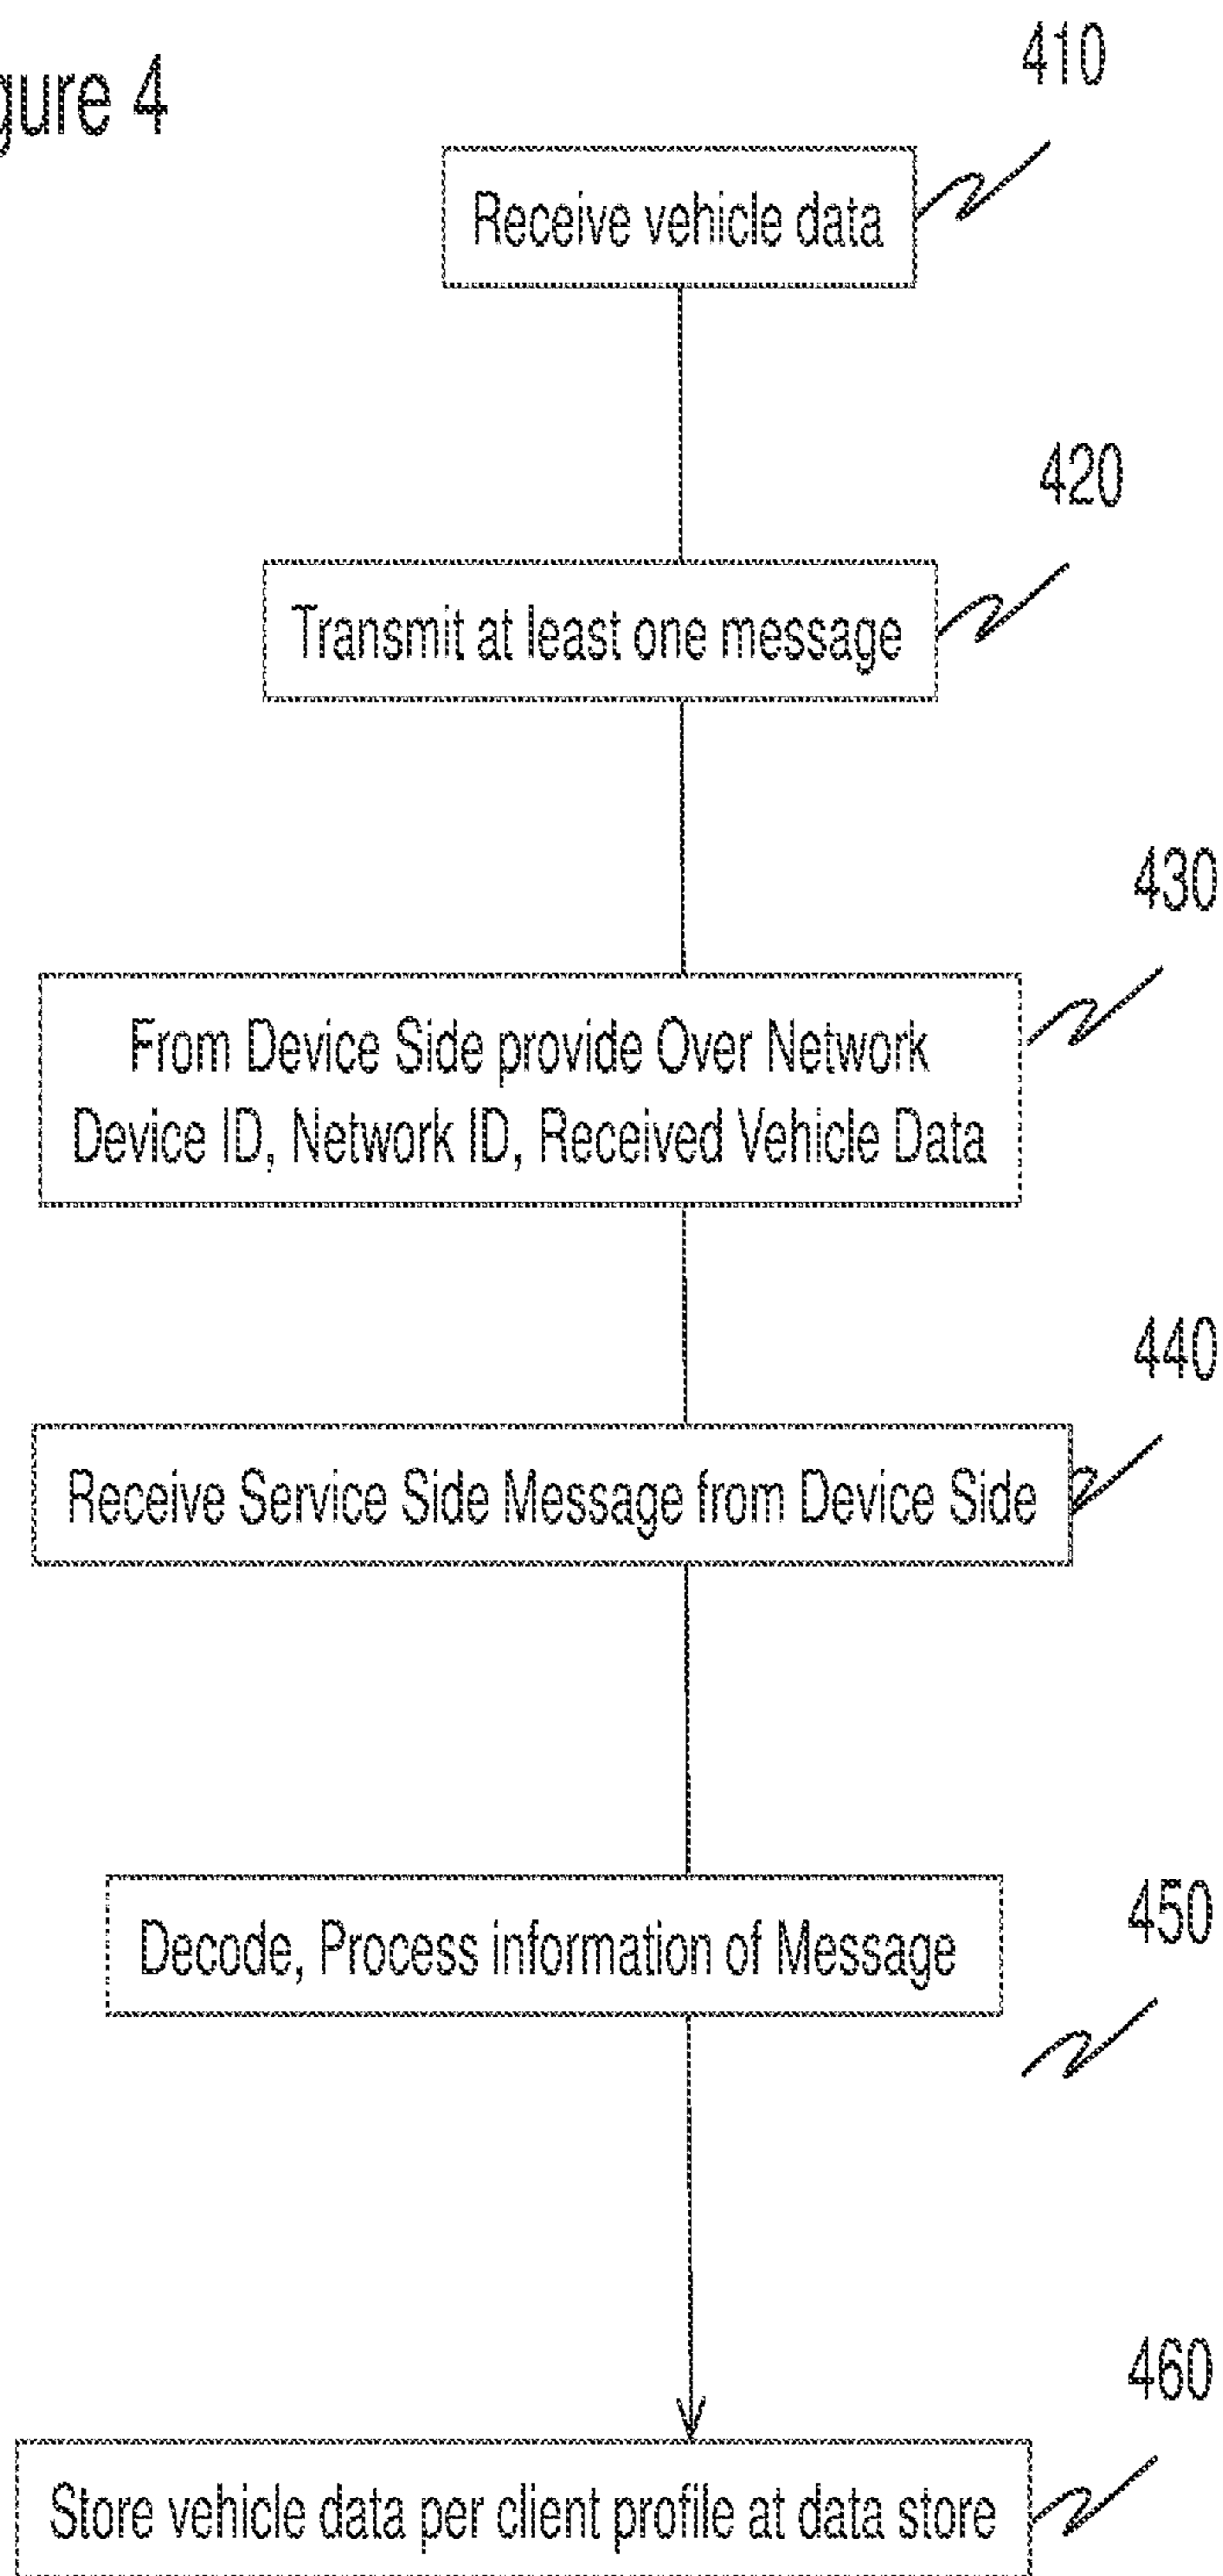 gure 4
410
Receive vehicle data
420
Transmit at least one message
430
From Device Side provide Over Network
Device ID, Network ID, Received Vehicle Data
440
Receive Service Side Message from Device Side
450
Decode, Process information of Message
460
Store vehicle data per client profile at data store